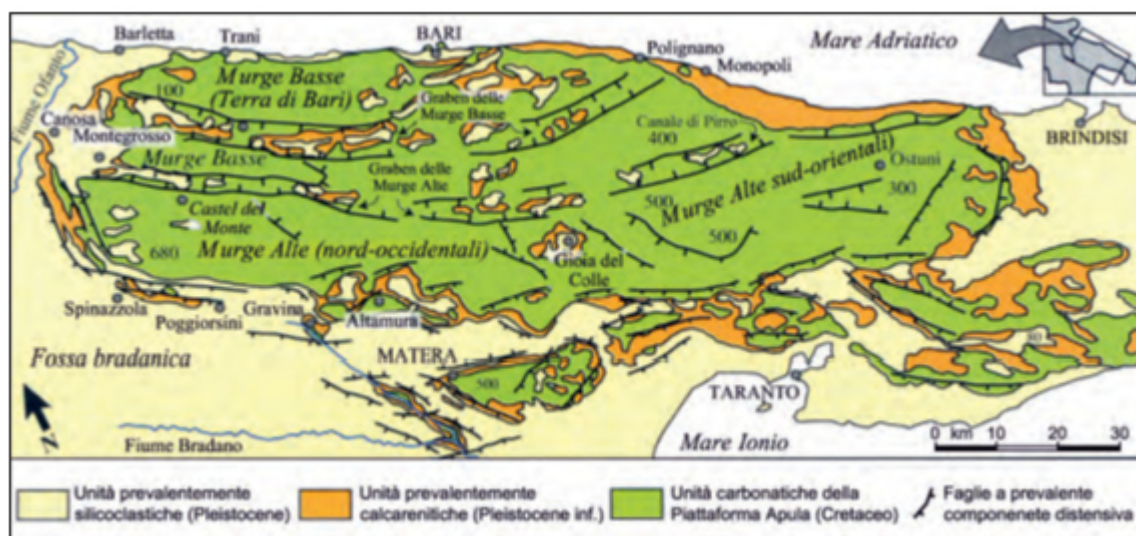 Barletta
Trani
BARI
Polignano
Monopoli
Mare Adriatico
Fiume Ofanto
Canosa
Montegrosso
100
Murge Basse
(Terra di Bari)
Graben delle
Murge Basse
Canale di Pirro
400
BRINDISI
Ostuni
Murge Basse
Graben delle
Murge Alte
Murge Alte sud-orientali)
300
500
500
Castel del
Monte
680
Murge Alte (nord-occidentali)
Gioia del
Colle
Spinazzola
Poggiorsini
Gravina
Altamura
Fossa bradanica
MATERA
500
TARANTO
N
Fiume Bradano
Mare Ionio
0 km 10 20 30
Unità prevalentemente
silicoclastiche (Pleistocene)
Unità prevalentemente
calcarenitiche (Pleistocene inf.)
Unità carbonatiche della
Piattaforma Apula (Cretaceo)
Faglie a prevalente
componenete distensiva